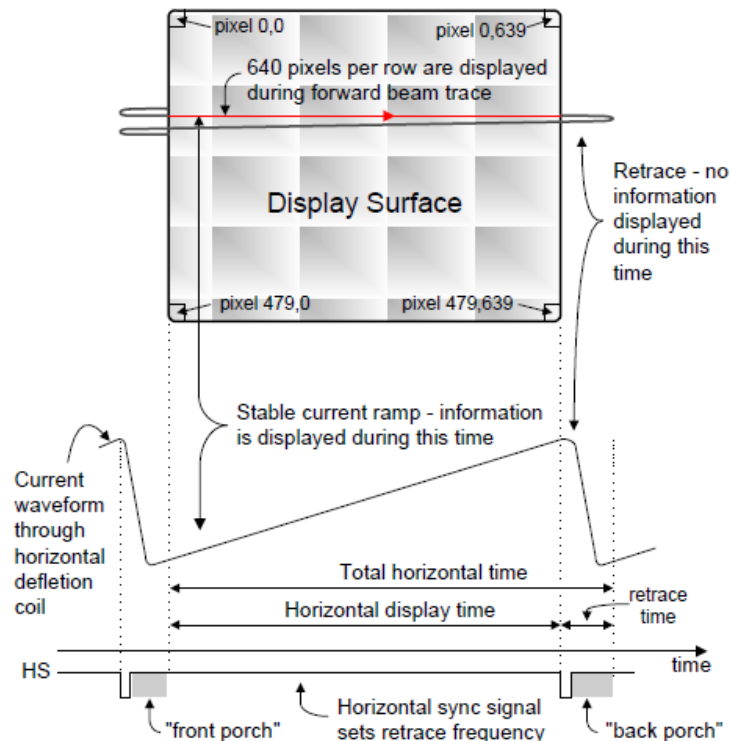 pixel 0,0
pixel 0,639
640 pixels per row are displayed
during forward beam trace
Retrace - no
information
displayed
during this
time
Display Surface
pixel 479,0
pixel 479,639
Stable current ramp - information
is displayed during this time
Current
waveform
through
horizontal
defletion
coil
Total horizontal time
Horizontal display time
retrace
time
time
HS
"front porch"
Horizontal sync signal
sets retrace frequency
"back porch"